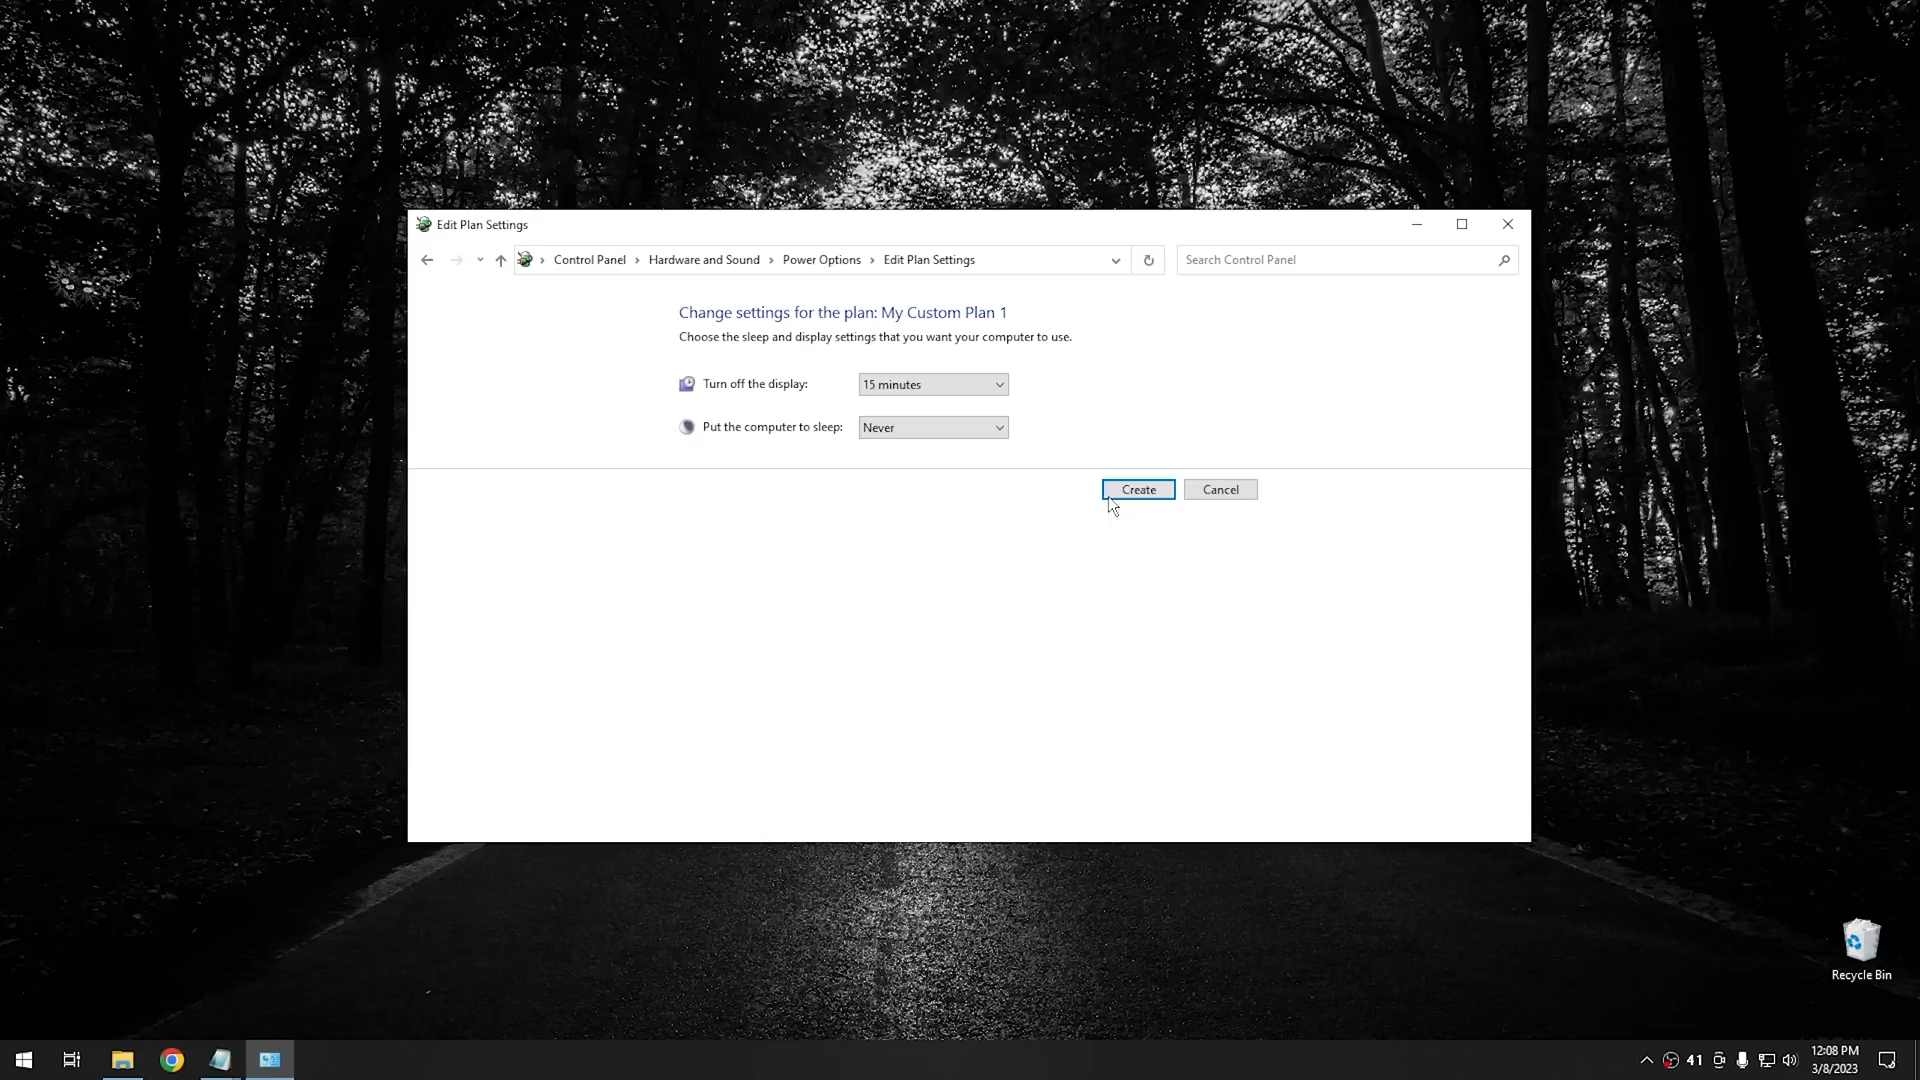 Edit Plan Settings
Control Panel
Hardware and Sound
Power Options
Edit Plan Settings
Search Control Panel
Change settings for the plan: My Custom Plan 1
Choose the sleep and display settings that you want your computer to use.
Turn off the display:
15 minutes
Put the computer to sleep:
Never
Create
Cancel
Recycle Bin
41
12:08 PM
3/8/2023